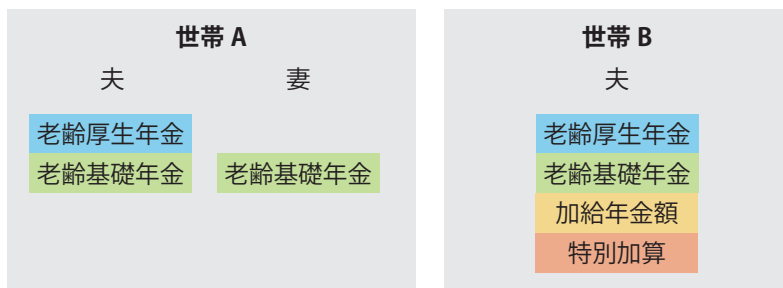 世帯 A
夫 妻
老齢厚生年金
老齢基礎年金 老齢基礎年金
世帯 B
夫
老齢厚生年金
老齢基礎年金
加給年金額
特別加算